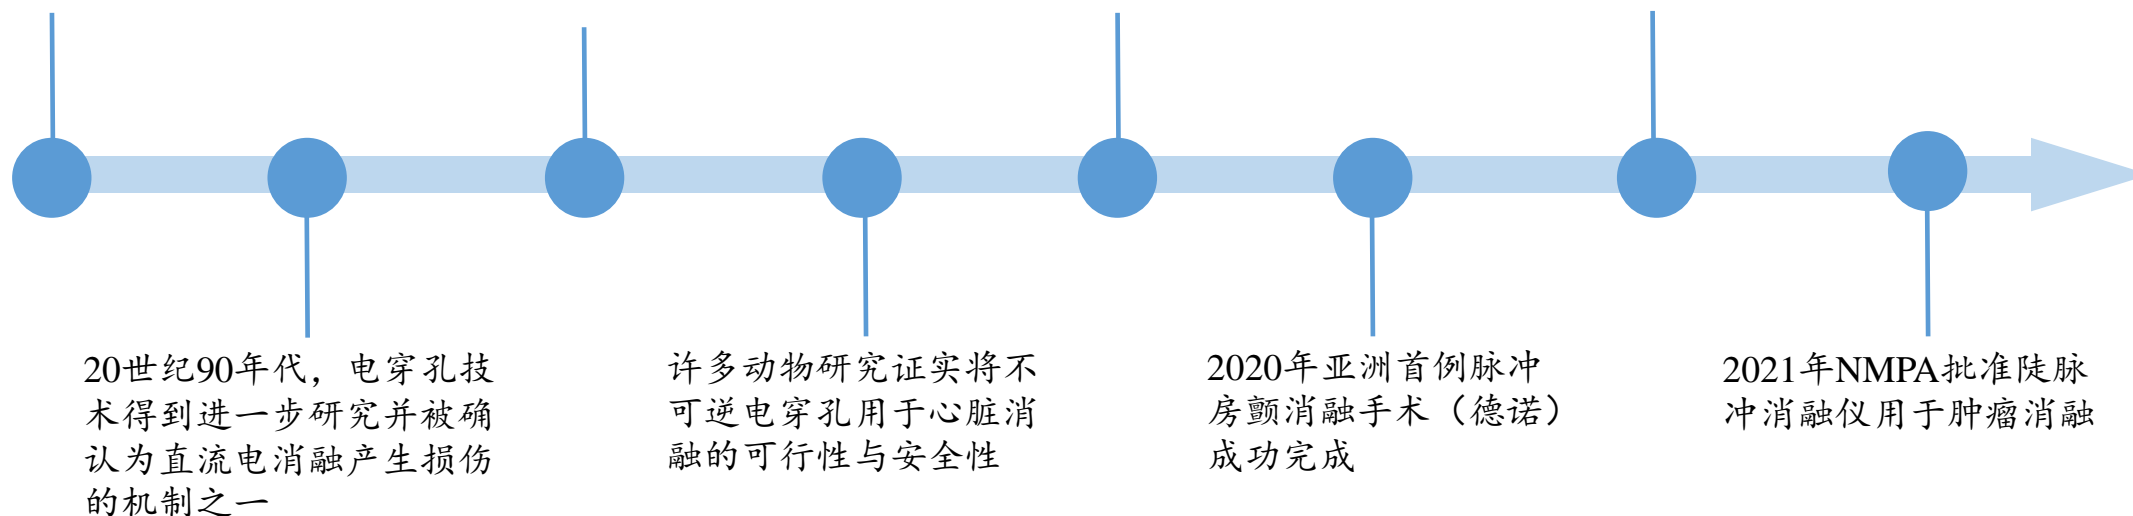 20世纪90年代，电穿孔技
术得到进一步研究并被确
认为直流电消融产生损伤
的机制之一
许多动物研究证实将不
可逆电穿孔用于心脏消
融的可行性与安全性
2020年亚洲首例脉冲
房颤消融手术（德诺）
成功完成
2021年NMPA批准陡脉
冲消融仪用于肿瘤消融